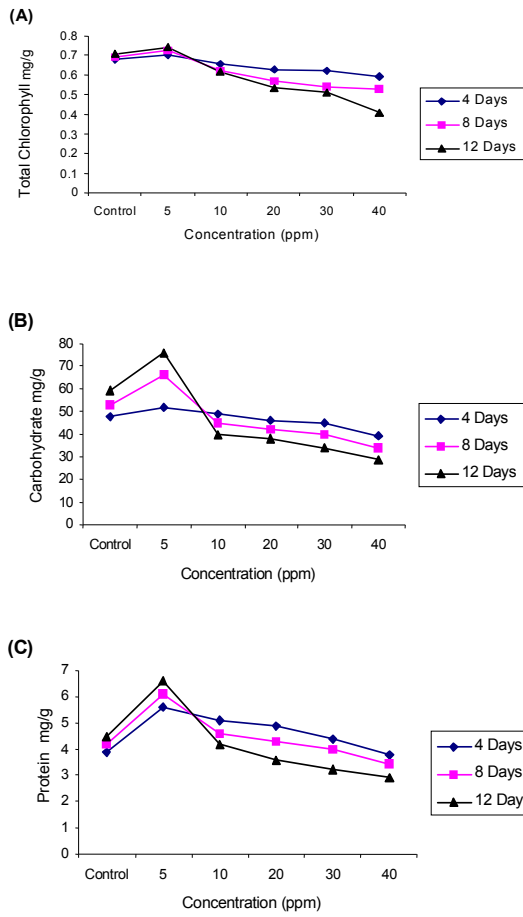 (A)
Total Chlorophyll mg/g
0.8
0.7
0.6
0.5
0.4
0.3
0.2
0.1
0
Control 5 10 20 30 40
Concentration (ppm)
4 Days
8 Days
12 Days
(B)
Carbohydrate mg/g
80
70
60
50
40
30
20
10
0
Control 5 10 20 30 40
Concentration (ppm)
4 Days
8 Days
12 Days
(C)
Protein mg/g
7
6
5
4
3
2
1
0
Control 5 10 20 30 40
Concentration (ppm)
4 Days
8 Days
12 Day